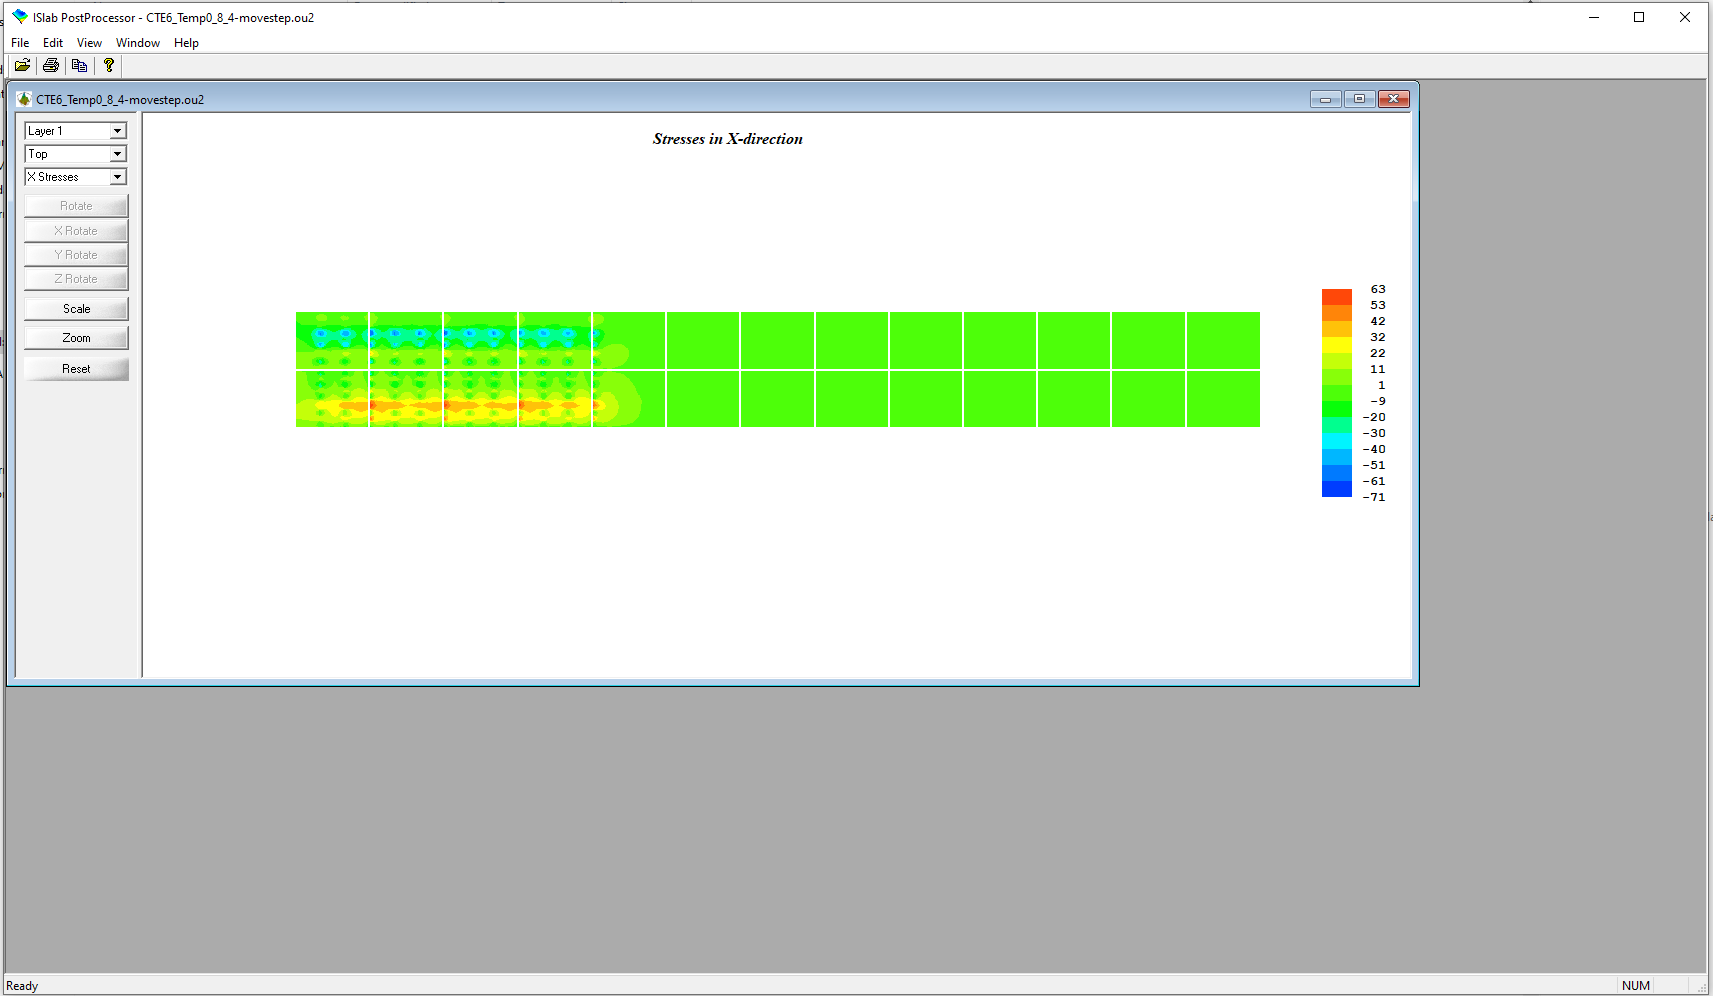 ISlab PostProcessor - CTE6_Temp0_8_4-movestep.ou2
File Edit View Window Help
CTE6_Temp0_8_4-movestep.ou2
Layer 1
Top
X Stresses
Rotate
X Rotate
Y Rotate
Z Rotate
Scale
Zoom
Reset
Stresses in X-direction
63
53
42
32
22
11
1
-9
-20
-30
-40
-51
-61
-71
Ready
NUM